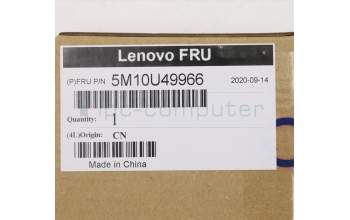 Lenovo FRU
(P)FRU P/N 5M10U49966 2020-09-14
Quantity: 1
(4L)Origin: CN
Made in China